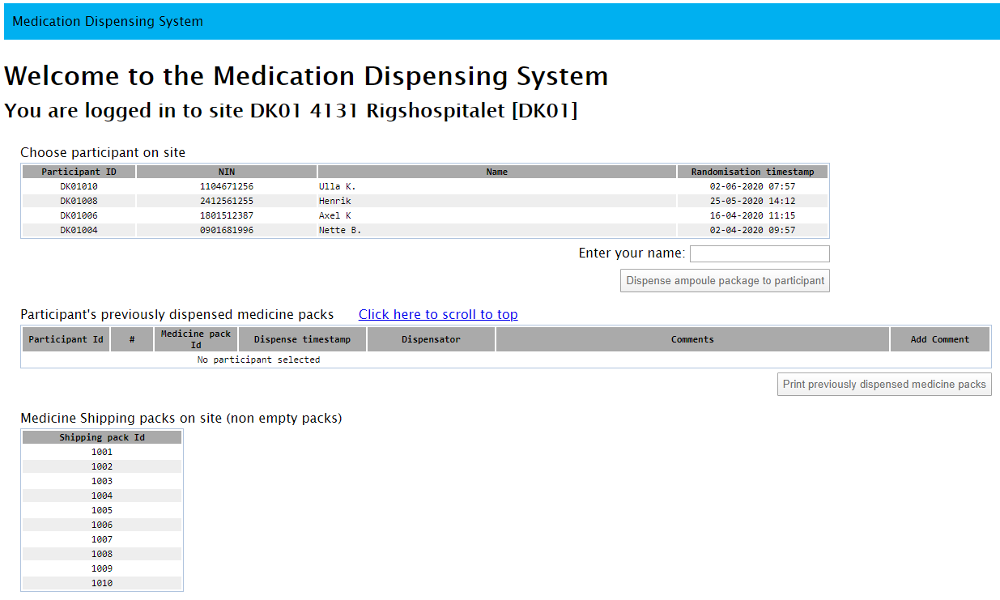 Medication Dispensing System
Welcome to the Medication Dispensing System
You are logged in to site DK01 4131 Rigshospitalet [DK01]
Choose participant on site
Participant ID NIN Name Randomisation timestamp
DK01010 1104671256 Ulla K. 02-06-2020 07:57
DK01008 2412561255 Henrik 25-05-2020 14:12
DK01006 1801512387 Axel K 16-04-2020 11:15
DK01004 0901681996 Nette B. 02-04-2020 09:57
Enter your name:
Dispense ampoule package to participant
Participant's previously dispensed medicine packs Click here to scroll to top
Participant Id # Medicine pack Id Dispense timestamp Dispensator Comments Add Comment
No participant selected
Print previously dispensed medicine packs
Medicine Shipping packs on site (non empty packs)
Shipping pack Id
1001
1002
1003
1004
1005
1006
1007
1008
1009
1010